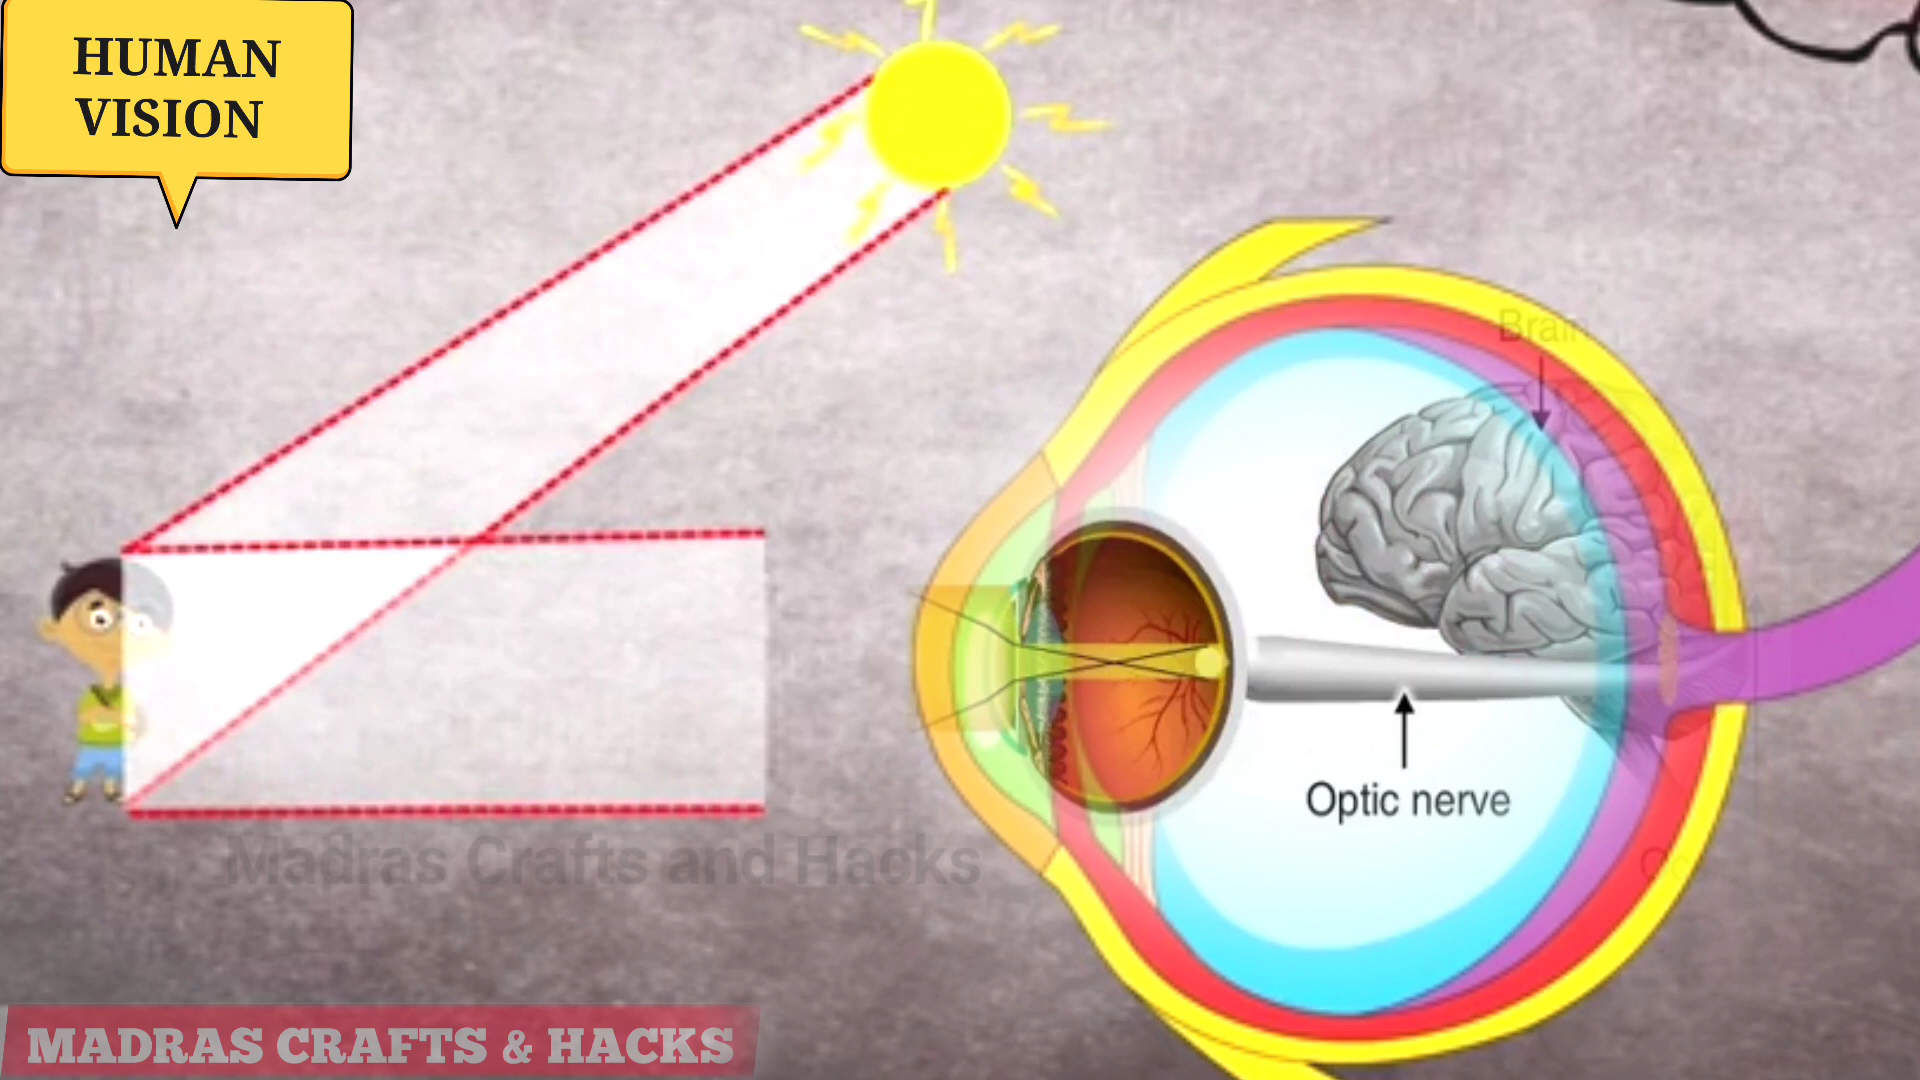 HUMAN
VISION
Brain
Optic nerve
Madras Crafts and Hacks
MADRAS CRAFTS & HACKS